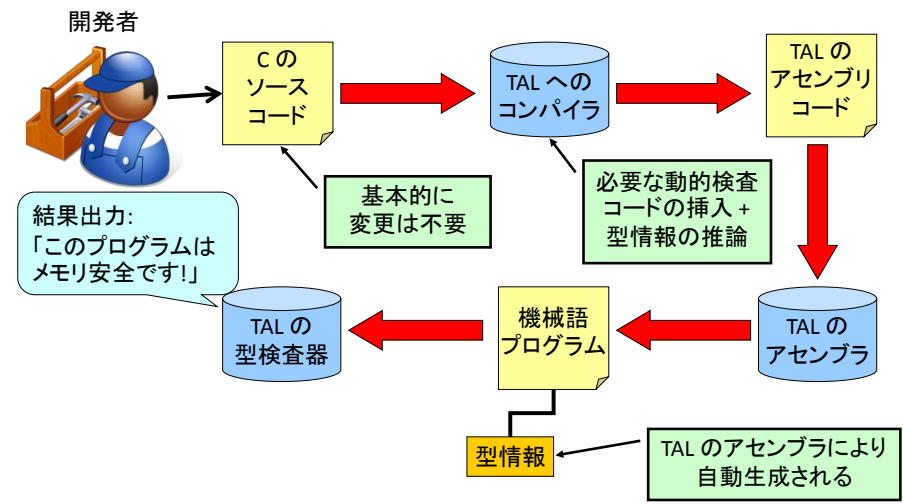 開発者
C の
ソース
コード
TAL への
コンパイラ
TAL の
アセンブリ
コード
基本的に
変更は不要
必要な動的検査
コードの挿入 +
型情報の推論
結果出力:
「このプログラムは
メモリ安全です!」
TAL の
型検査器
機械語
プログラム
TAL の
アセンブラ
型情報
TAL のアセンブラにより
自動生成される